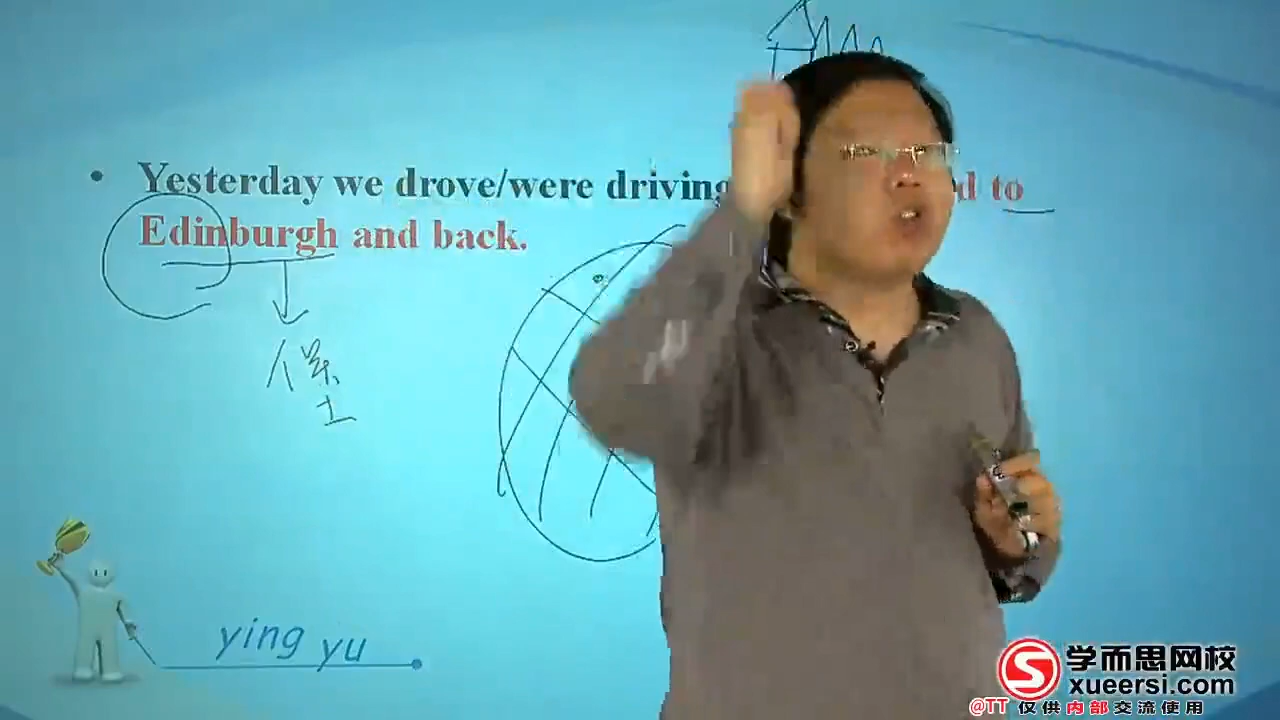 • Yesterday we drove/were driving d to
Edinburgh and back.
ying yu
学而思网校
xueersi.com
@TT 仅供内部交流使用